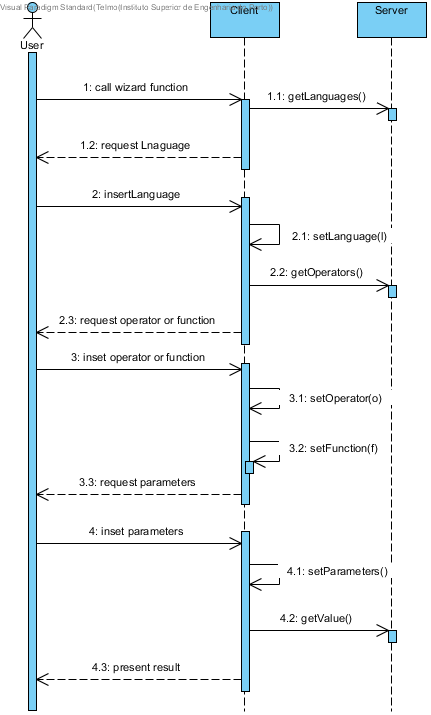 Visual Paradigm Standard(Telmo(Instituto Superior de Engenharia do Porto))
Client
Server
User
1: call wizard function
1.1: getLanguages()
1.2: request Lnaguage
2: insertLanguage
2.1: setLanguage(l)
2.2: getOperators()
2.3: request operator or function
3: inset operator or function
3.1: setOperator(o)
3.2: setFunction(f)
3.3: request parameters
4: inset parameters
4.1: setParameters()
4.2: getValue()
4.3: present result